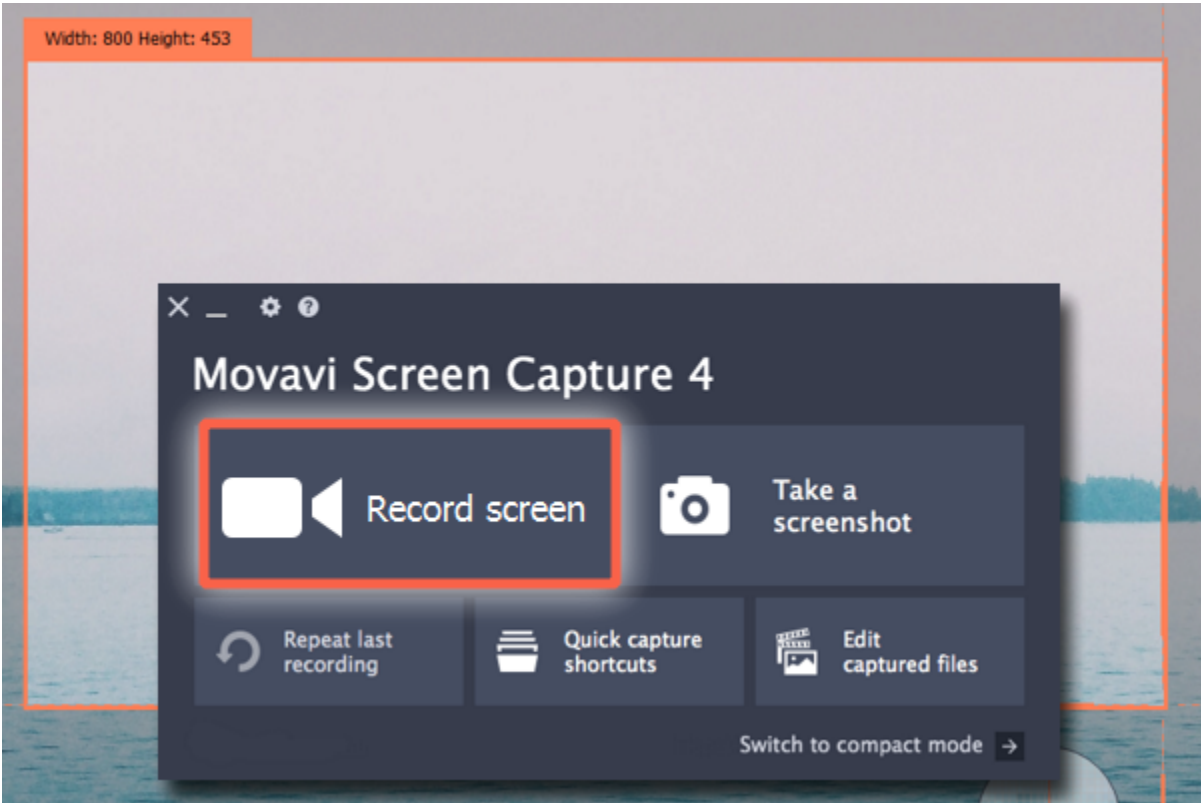 Width: 800 Height: 453
Movavi Screen Capture 4
Record screen
Take a
screenshot
Repeat last
recording
Quick capture
shortcuts
Edit
captured files
Switch to compact mode